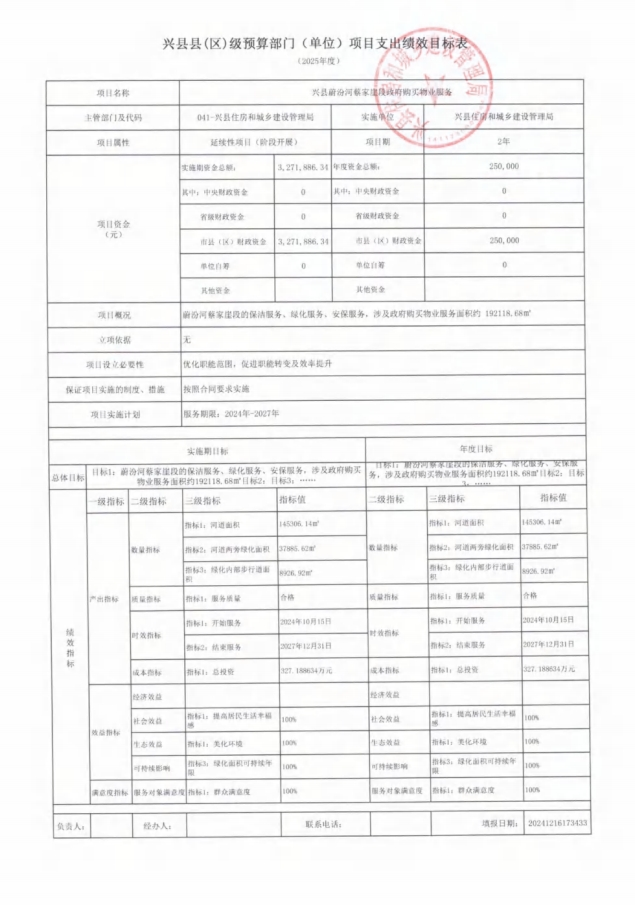 兴县县(区)级预算部门（单位）项目支出绩效目标表
（2025年度）
项目名称 兴县蔚汾河蔡家崖段政府购买物业服务
主管部门及代码 041-兴县住房和城乡建设管理局 实施单位 兴县住房和城乡建设管理局
项目属性 延续性项目（阶段开展） 项目期 2年
项目资金（元） 实施期资金总额： 3,271,886.34 年度资金总额： 250,000
其中：中央财政资金 0 其中：中央财政资金 0
省级财政资金 0 省级财政资金 0
市县（区）财政资金 3,271,886.34 市县（区）财政资金 250,000
单位自筹 0 单位自筹 0
其他资金 其他资金
项目概况 蔚汾河蔡家崖段的保洁服务、绿化服务、安保服务，涉及政府购买物业服务面积约 192118.68㎡
立项依据 无
项目设立必要性 优化职能范围，促进职能转变及效率提升
保证项目实施的制度、措施 按照合同要求实施
项目实施计划 服务期限：2024年-2027年
实施期目标 年度目标
总体目标 目标1：蔚汾河蔡家崖段的保洁服务、绿化服务、安保服务，涉及政府购买物业服务面积约192118.68㎡目标2：目标3：…… 目标1：蔚汾河蔡家崖段的保洁服务、绿化服务、安保服务，涉及政府购买物业服务面积约192118.68㎡目标2：目标3：……
绩效指标 一级指标 二级指标 三级指标 指标值 二级指标 三级指标 指标值
产出指标 数量指标 指标1：河道面积 145306.14㎡ 数量指标 指标1：河道面积 145306.14㎡
指标2：河道两旁绿化面积 37885.62㎡ 指标2：河道两旁绿化面积 37885.62㎡
指标3：绿化内部步行道面积 8926.92㎡ 指标3：绿化内部步行道面积 8926.92㎡
质量指标 指标1：服务质量 合格 质量指标 指标1：服务质量 合格
时效指标 指标1：开始服务 2024年10月15日 时效指标 指标1：开始服务 2024年10月15日
指标2：结束服务 2027年12月31日 指标2：结束服务 2027年12月31日
成本指标 指标1：总投资 327.188634万元 成本指标 指标1：总投资 327.188634万元
效益指标 经济效益 经济效益
社会效益 指标1：提高居民生活幸福感 100% 社会效益 指标1：提高居民生活幸福感 100%
生态效益 指标1：美化环境 100% 生态效益 指标1：美化环境 100%
可持续影响 指标3：绿化面积可持续年限 100% 可持续影响 指标3：绿化面积可持续年限 100%
满意度指标 服务对象满意度 指标1：群众满意度 100% 服务对象满意度 指标1：群众满意度 100%
负责人： 经办人： 联系电话： 填报日期： 20241216173433